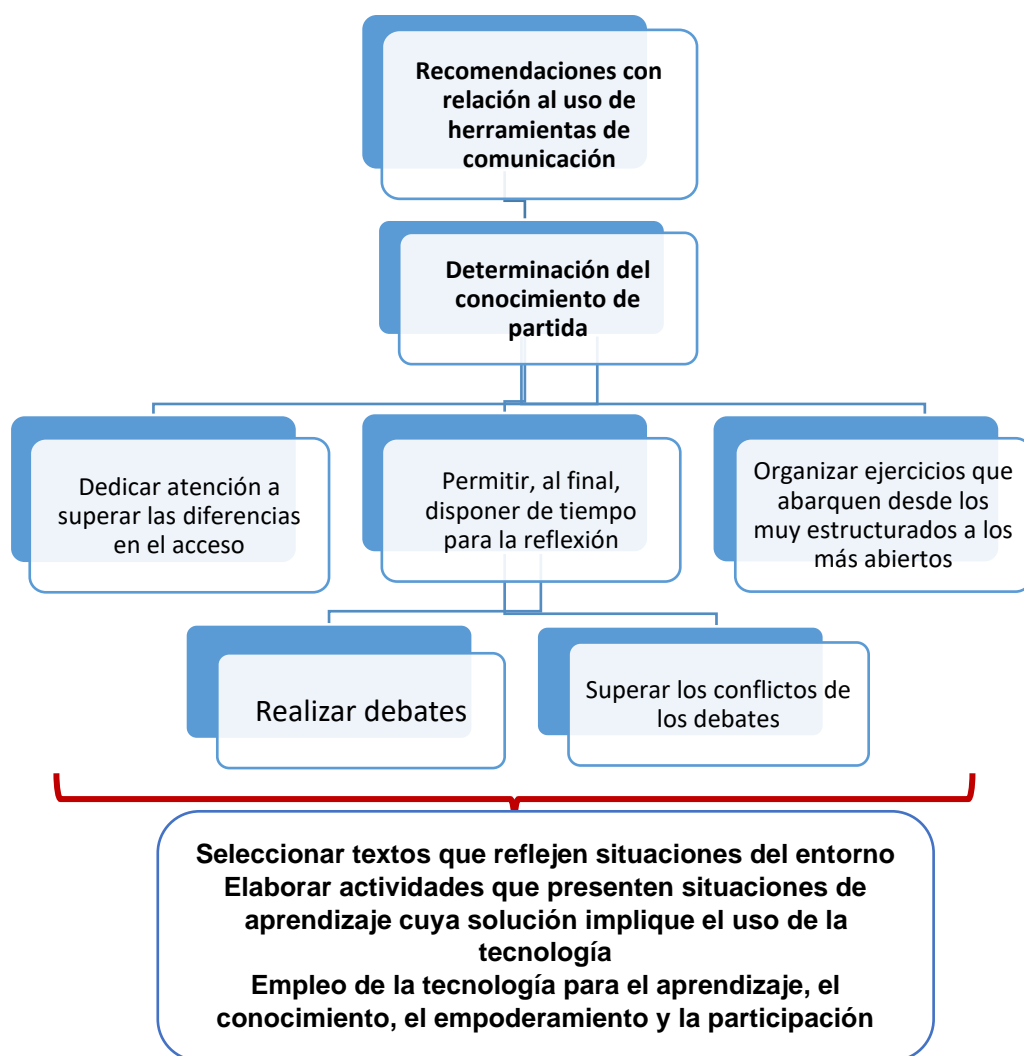 Recomendaciones con
relación al uso de
herramientas de
comunicación
Determinación del
conocimiento de
partida
Dedicar atención a
superar las diferencias
en el acceso
Permitir, al final,
disponer de tiempo
para la reflexión
Organizar ejercicios que
abarquen desde los
muy estructurados a los
más abiertos
Realizar debates
Superar los conflictos de
los debates
Seleccionar textos que reflejen situaciones del entorno
Elaborar actividades que presenten situaciones de
aprendizaje cuya solución implique el uso de la
tecnología
Empleo de la tecnología para el aprendizaje, el
conocimiento, el empoderamiento y la participación